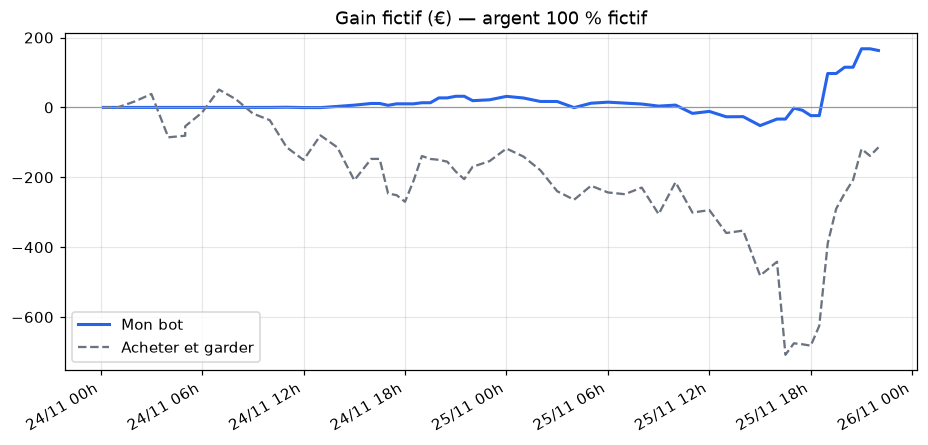 Gain fictif (€) — argent 100 % fictif
200
0
−200
−400
−600
Mon bot
Acheter et garder
24/11 00h
24/11 06h
24/11 12h
24/11 18h
25/11 00h
25/11 06h
25/11 12h
25/11 18h
26/11 00h